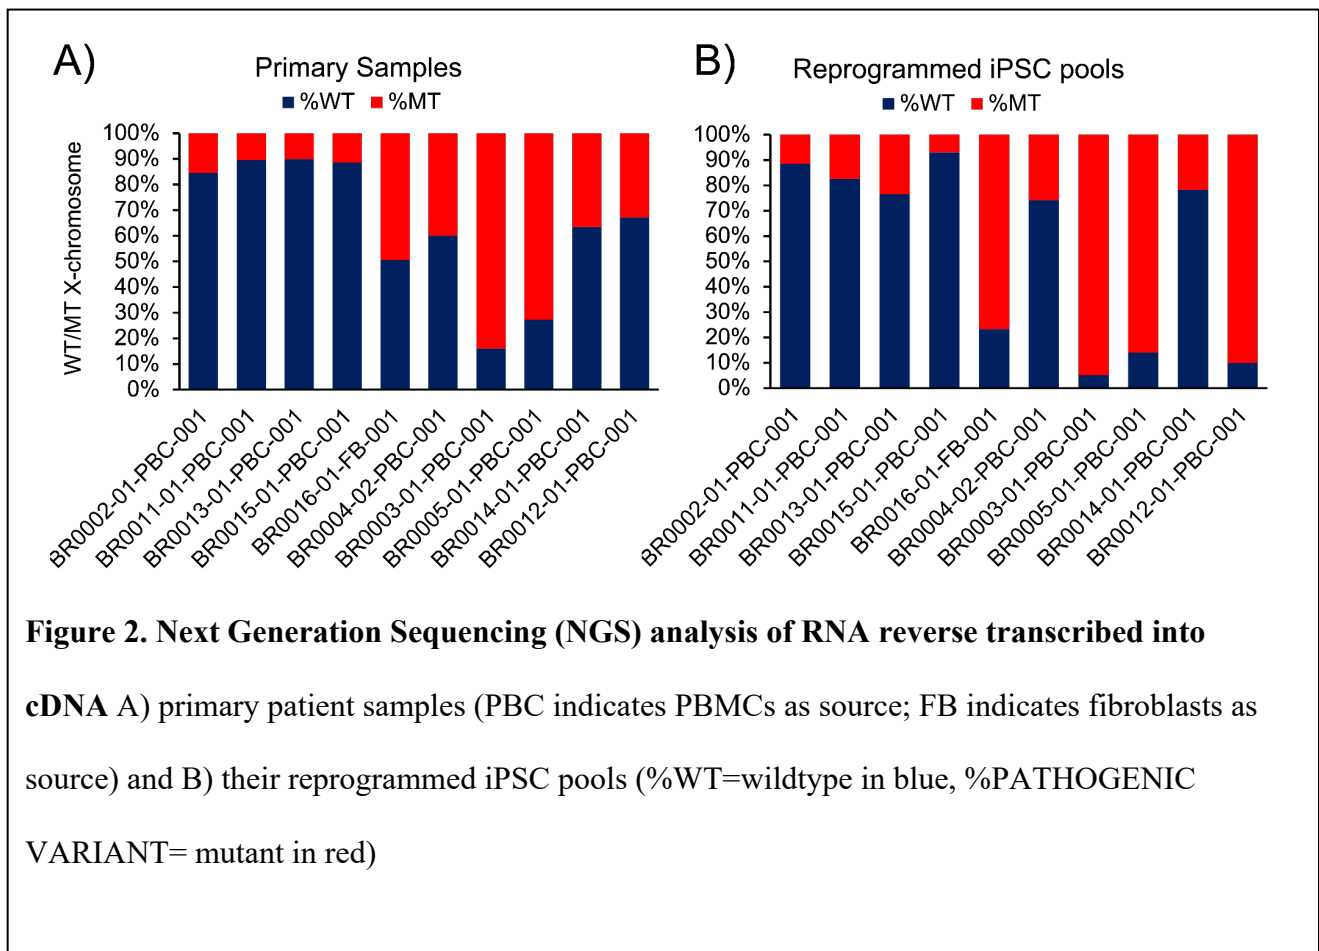 A)
Primary Samples
%WT %MT
WT/MT X-chromosome
100%
90%
80%
70%
60%
50%
40%
30%
20%
10%
0%
BR0002-01-PBC-001
BR0011-01-PBC-001
BR0013-01-PBC-001
BR0015-01-PBC-001
BR0016-01-FB-001
BR0004-02-PBC-001
BR0003-01-PBC-001
BR0005-01-PBC-001
BR0014-01-PBC-001
BR0012-01-PBC-001
B)
Reprogrammed iPSC pools
%WT %MT
100%
90%
80%
70%
60%
50%
40%
30%
20%
10%
0%
BR0002-01-PBC-001
BR0011-01-PBC-001
BR0013-01-PBC-001
BR0015-01-PBC-001
BR0016-01-FB-001
BR0004-02-PBC-001
BR0003-01-PBC-001
BR0005-01-PBC-001
BR0014-01-PBC-001
BR0012-01-PBC-001
Figure 2. Next Generation Sequencing (NGS) analysis of RNA reverse transcribed into
cDNA A) primary patient samples (PBC indicates PBMCs as source; FB indicates fibroblasts as
source) and B) their reprogrammed iPSC pools (%WT=wildtype in blue, %PATHOGENIC
VARIANT= mutant in red)